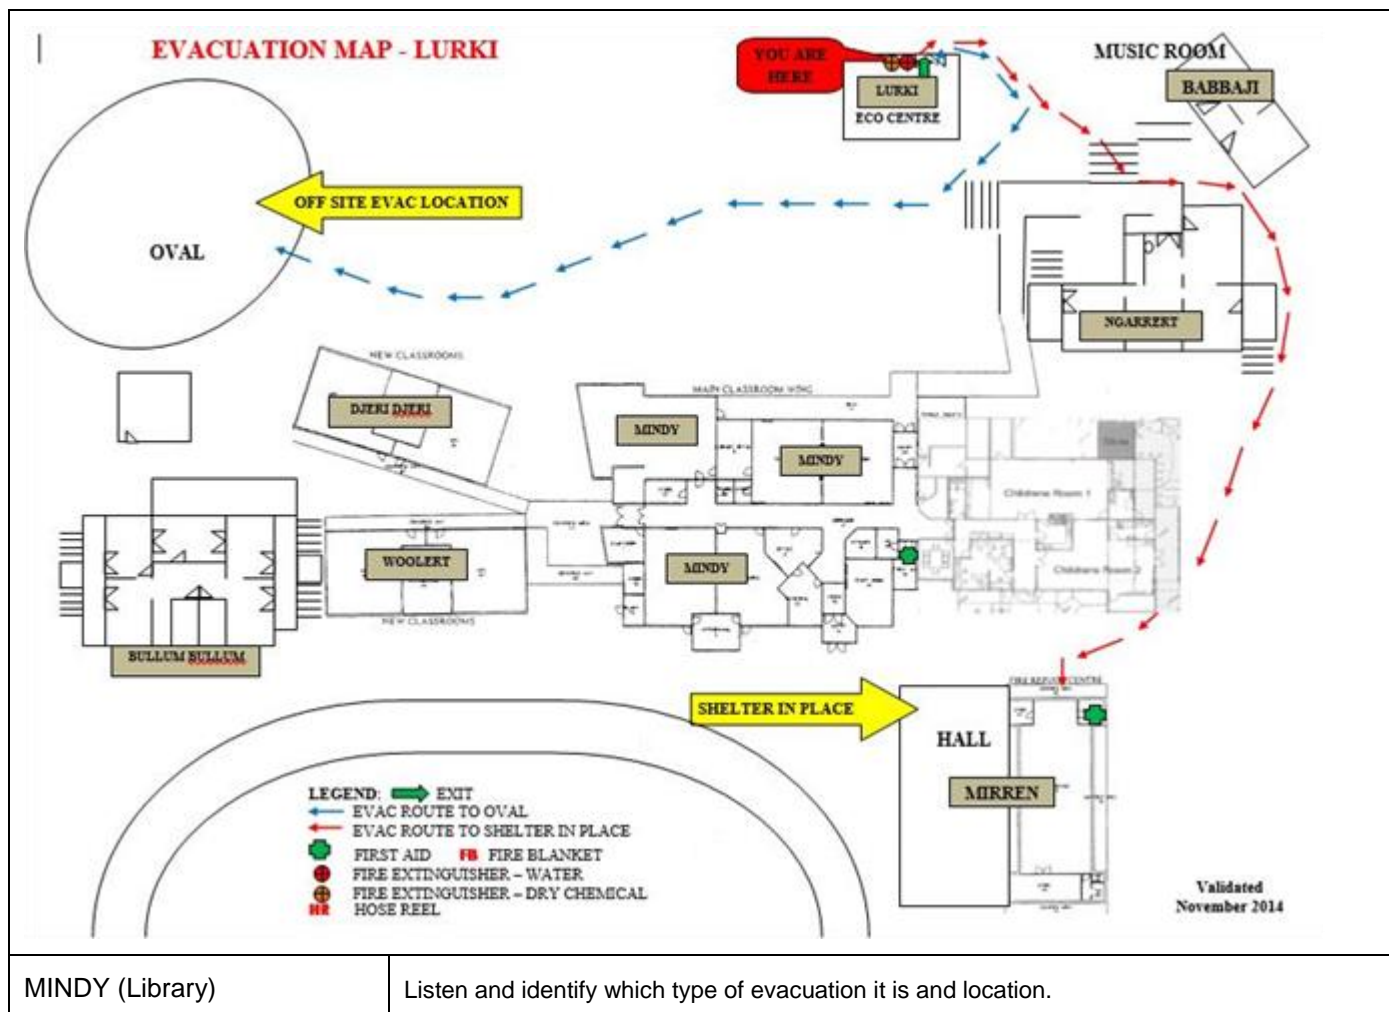 EVACUATION MAP - LURKI
YOU ARE
HERE
LURKI
ECO CENTRE
MUSIC ROOM
BABBAJI
OFF SITE EVAC LOCATION
OVAL
NGARRERT
NEW CLASSROOMS
DJERI DJERI
MAIN CLASSROOM WING
MINDY
MINDY
Childrens Room 1
WOOLERT
MINDY
Childrens Room 2
NEW CLASSROOMS
BULLUM BULLUM
FIRE REFUGE CENTRE
SHELTER IN PLACE
HALL
MIRREN
LEGEND: EXIT
EVAC ROUTE TO OVAL
EVAC ROUTE TO SHELTER IN PLACE
FIRST AID FB FIRE BLANKET
FIRE EXTINGUISHER – WATER
FIRE EXTINGUISHER – DRY CHEMICAL
HR HOSE REEL
Validated
November 2014
MINDY (Library)
Listen and identify which type of evacuation it is and location.